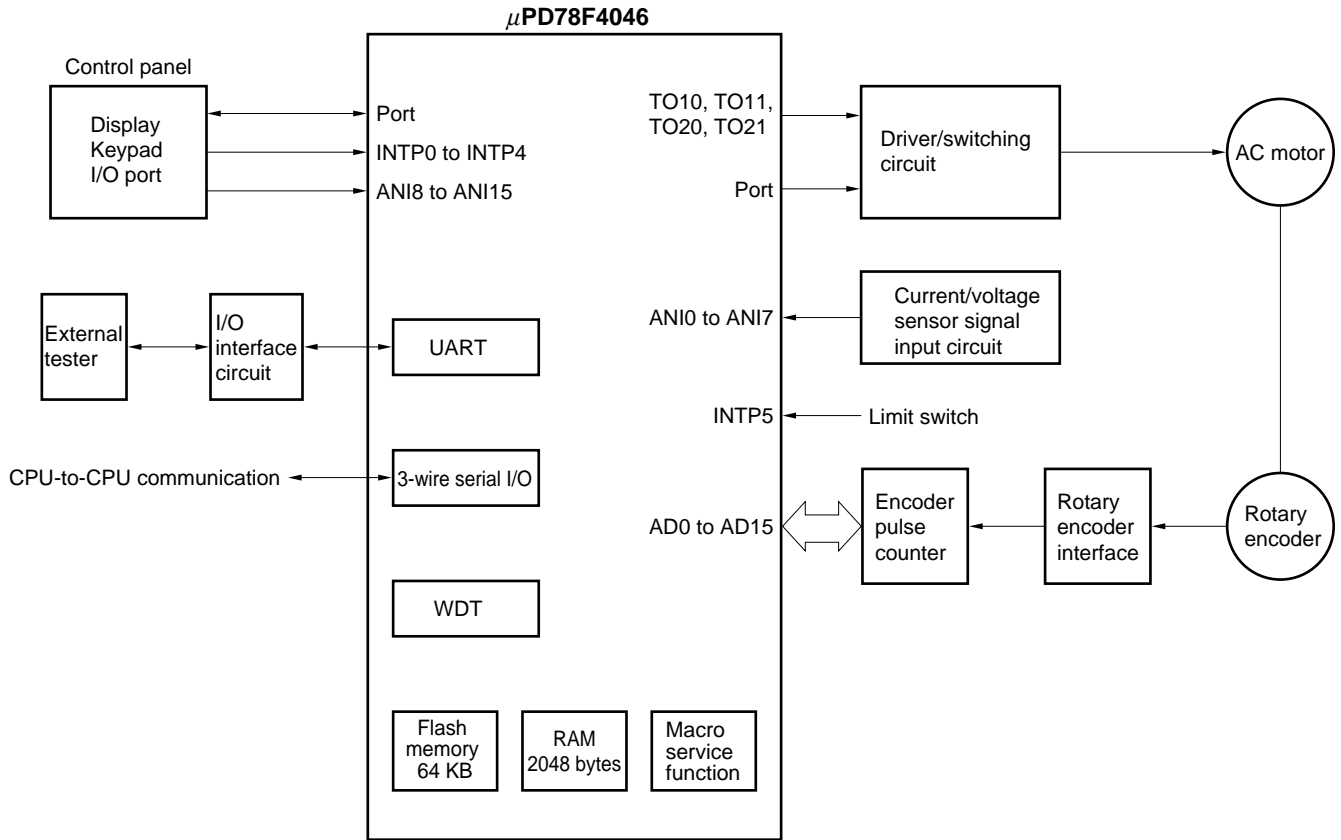 μPD78F4046
Control panel
Display
Keypad
I/O port
Port
INTP0 to INTP4
ANI8 to ANI15
TO10, TO11,
TO20, TO21
Port
Driver/switching
circuit
AC motor
External
tester
I/O
interface
circuit
UART
ANI0 to ANI7
Current/voltage
sensor signal
input circuit
INTP5
Limit switch
CPU-to-CPU communication
3-wire serial I/O
AD0 to AD15
Encoder
pulse
counter
Rotary
encoder
interface
Rotary
encoder
WDT
Flash
memory
64 KB
RAM
2048 bytes
Macro
service
function